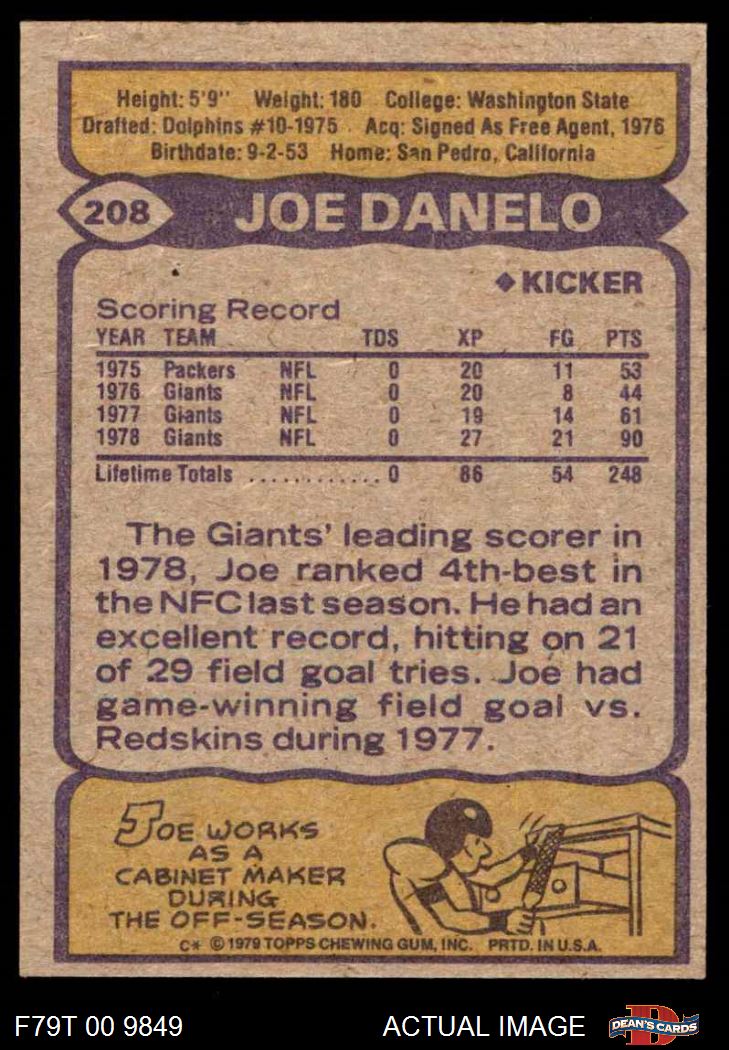 Height: 5'9" Weight: 180 College: Washington State
Drafted: Dolphins #10-1975 Acq: Signed As Free Agent, 1976
Birthdate: 9-2-53 Home: San Pedro, California
208 JOE DANELO
◆ KICKER
Scoring Record
YEAR TEAM TDS XP FG PTS
1975 Packers NFL 0 20 11 53
1976 Giants NFL 0 20 8 44
1977 Giants NFL 0 19 14 61
1978 Giants NFL 0 27 21 90
Lifetime Totals ............ 0 86 54 248
The Giants' leading scorer in
1978, Joe ranked 4th-best in
the NFC last season. He had an
excellent record, hitting on 21
of 29 field goal tries. Joe had
game-winning field goal vs.
Redskins during 1977.
JOE WORKS
AS A
CABINET MAKER
DURING
THE OFF-SEASON.
C* © 1979 TOPPS CHEWING GUM, INC. PRTD. IN U.S.A.
F79T 00 9849 ACTUAL IMAGE D DEAN'S CARDS